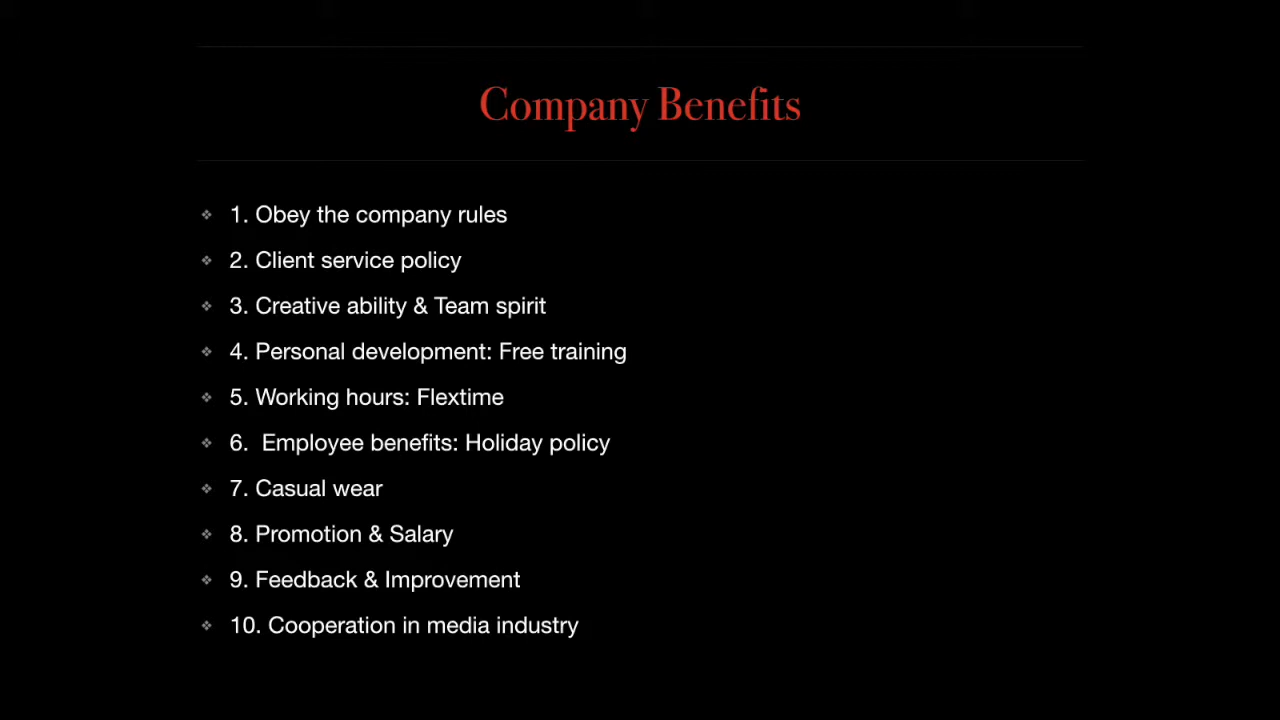 Company Benefits
❖ 1. Obey the company rules
❖ 2. Client service policy
❖ 3. Creative ability & Team spirit
❖ 4. Personal development: Free training
❖ 5. Working hours: Flextime
❖ 6.  Employee benefits: Holiday policy
❖ 7. Casual wear
❖ 8. Promotion & Salary
❖ 9. Feedback & Improvement
❖ 10. Cooperation in media industry